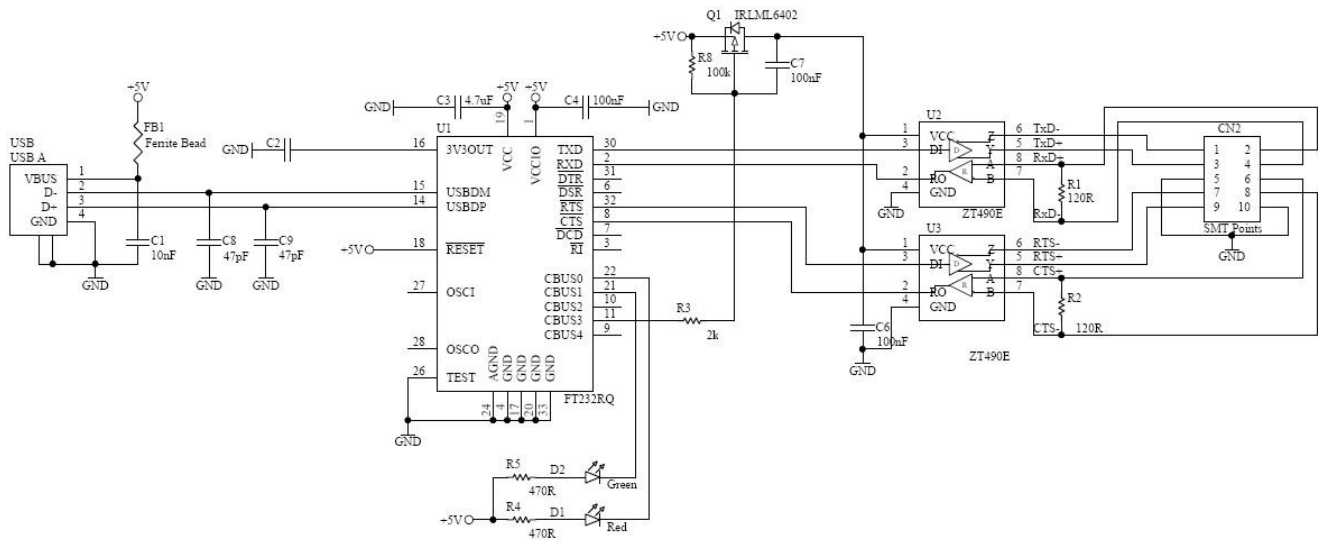 Q1 IRLML6402
+5V
R8
100k
C7
100nF
+5V
FB1
Ferrite Bead
USB
USB A
VBUS 1
D- 2
D+ 3
GND 4
C1
10nF
GND
C8
47pF
GND
C9
47pF
GND
GND C2
GND C3 4.7uF +5V
+5V C4 100nF GND
U1
16 3V3OUT
15 USBDM
14 USBDP
+5V 18 RESET
27 OSCI
28 OSCO
26 TEST
GND
19 VCC
1 VCCIO
TXD 30
RXD 2
DTR 31
DSR 6
RTS 32
CTS 8
DCD 7
RI 3
CBUS0 22
CBUS1 21
CBUS2 10
CBUS3 11
CBUS4 9
AGND GND GND GND GND
24 4 17 20 33
FT232RQ
R3
2k
R5
470R
D2
Green
+5V
R4
470R
D1
Red
U2
1 VCC Z 6 TxD-
3 DI D Y 5 TxD+
A 8 RxD+
2 RO R B 7
4 GND
GND
ZT490E
R1
120R
RxD-
U3
1 VCC Z 6 RTS-
3 DI D Y 5 RTS+
A 8 CTS+
2 RO R B 7
4 GND
R2
CTS- 120R
ZT490E
C6
100nF
GND
CN2
1 2
3 4
5 6
7 8
9 10
SMT Points
GND